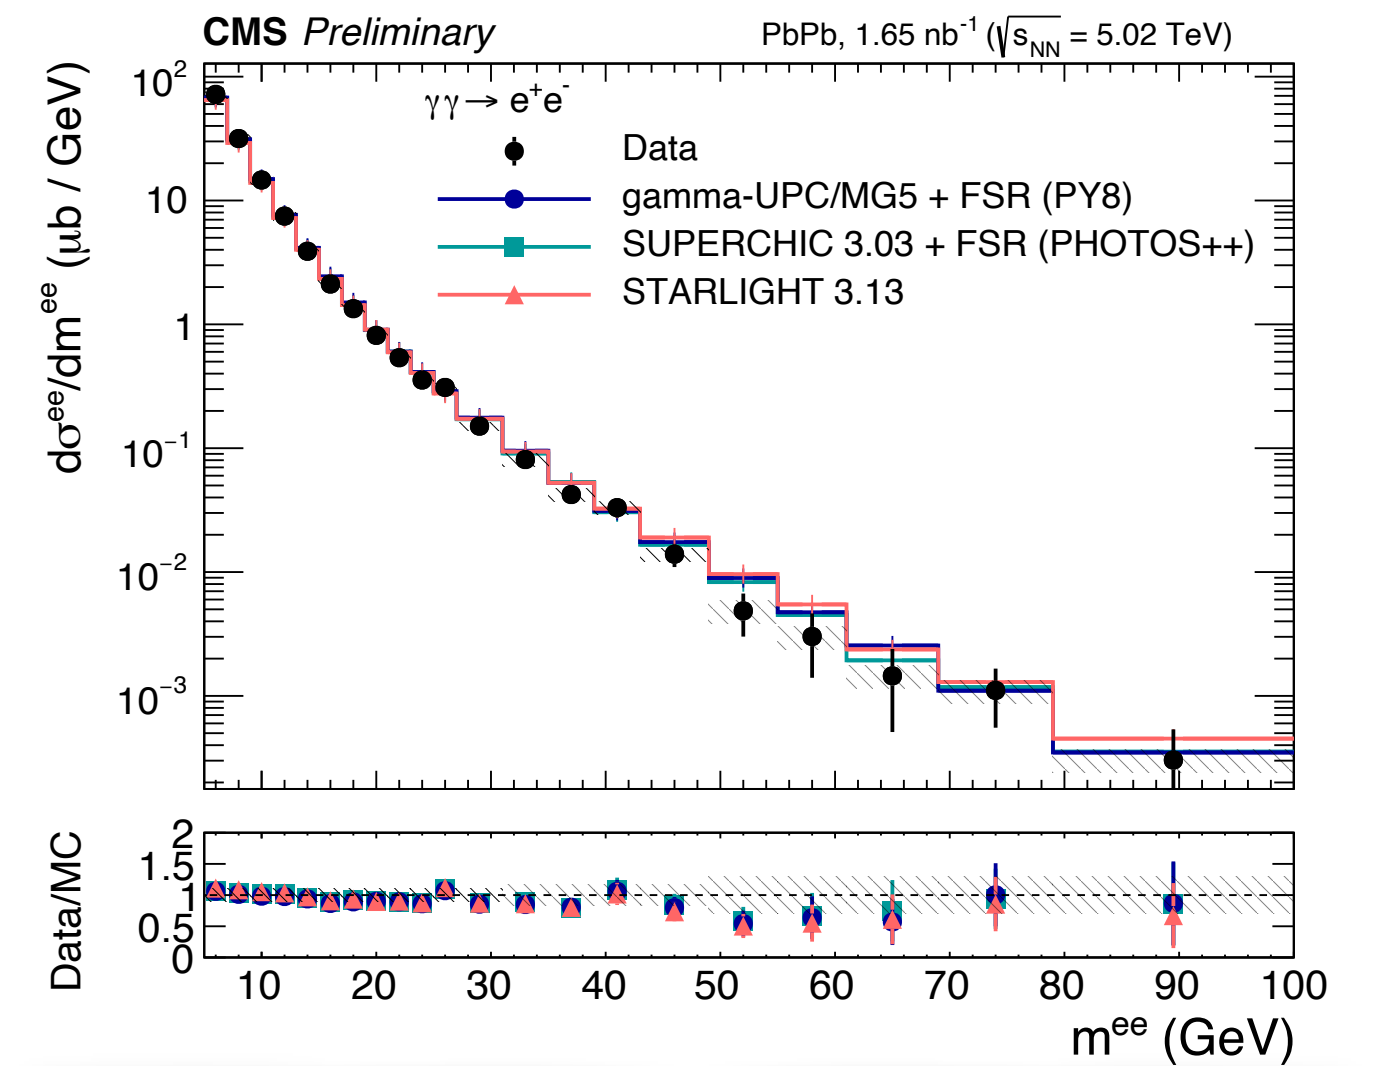 CMS Preliminary
PbPb, 1.65 nb⁻¹ (√sNN = 5.02 TeV)
dσᵉᵉ/dmᵉᵉ (μb / GeV)
10²
10
1
10⁻¹
10⁻²
10⁻³
γγ→ e⁺e⁻
Data
gamma-UPC/MG5 + FSR (PY8)
SUPERCHIC 3.03 + FSR (PHOTOS++)
STARLIGHT 3.13
Data/MC
2
1.5
1
0.5
0
10 20 30 40 50 60 70 80 90 100
mᵉᵉ (GeV)